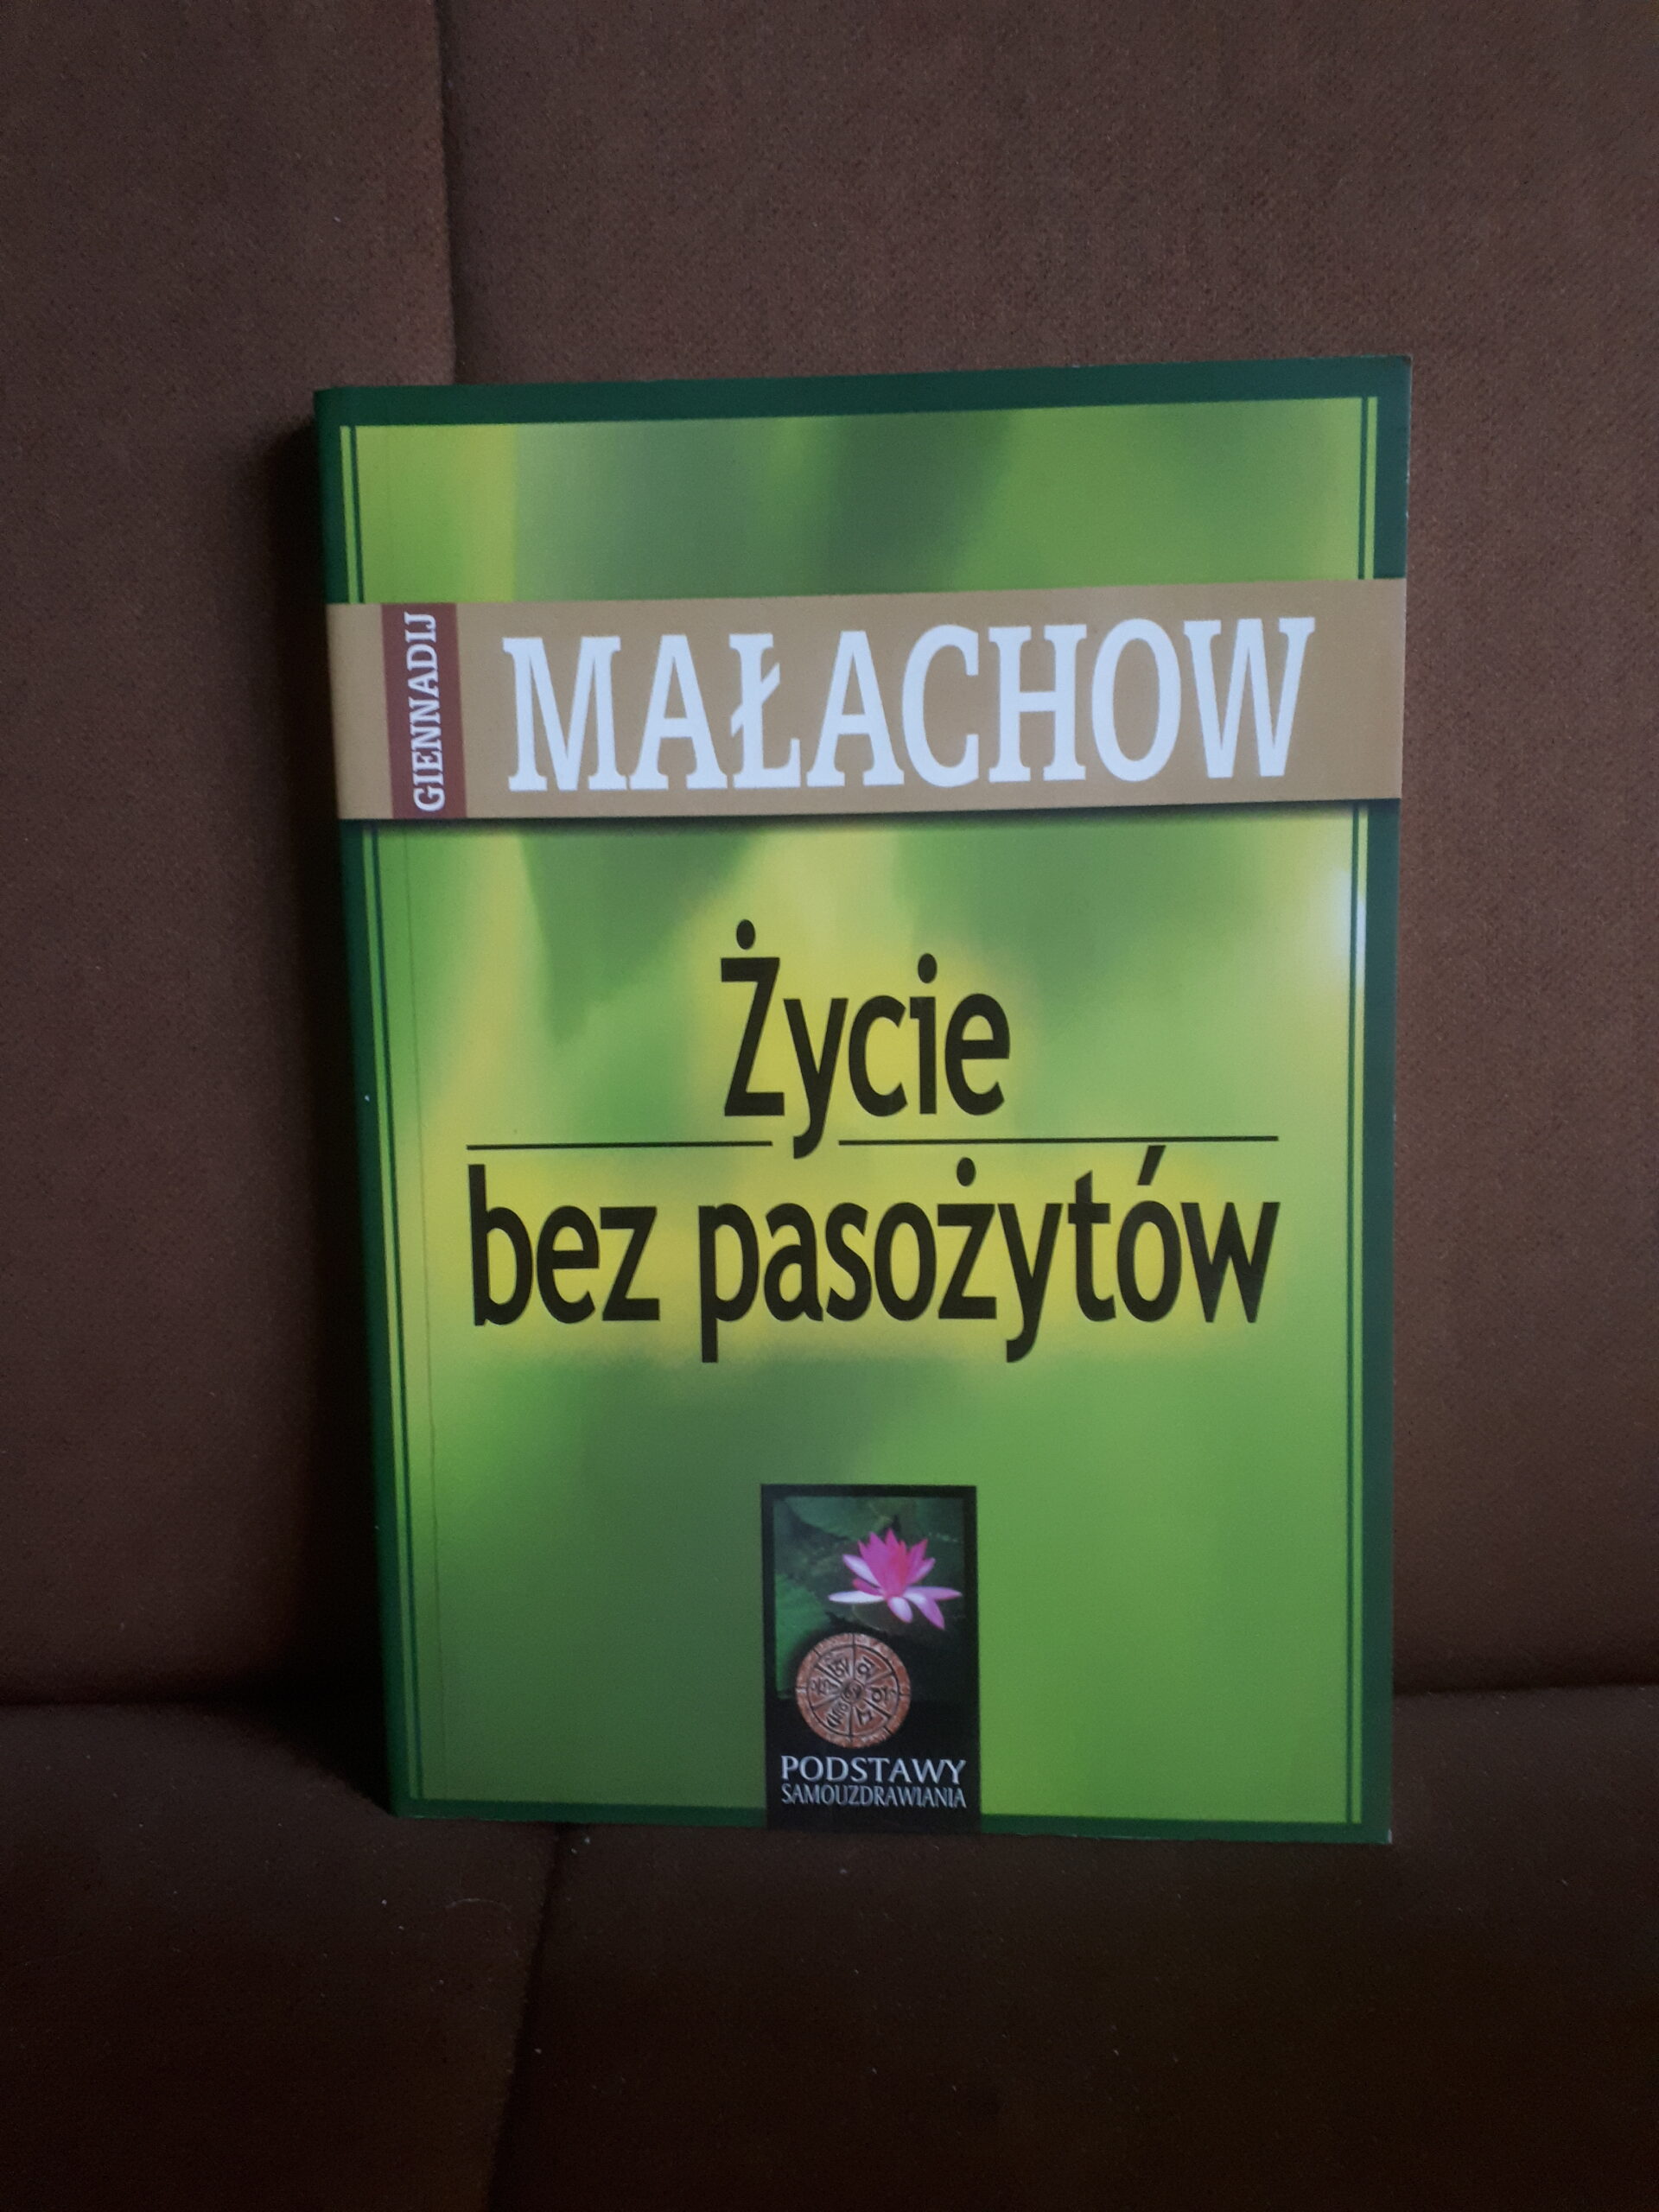 GIENNADIJ
MAŁACHOW
Życie
bez pasożytów
PODSTAWY
SAMOUZDRAWIANIA